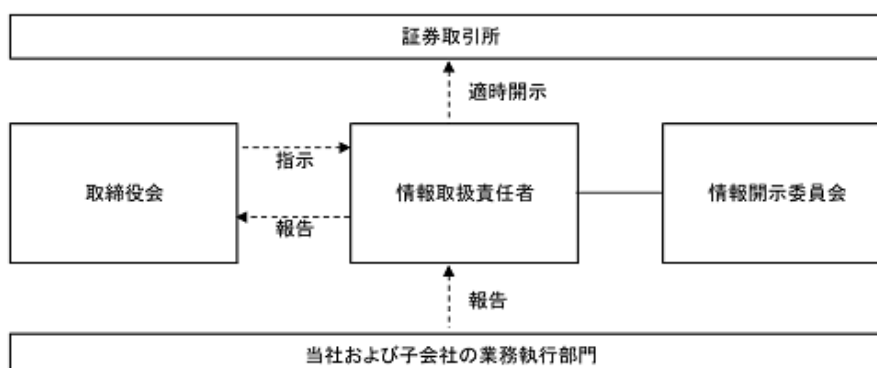 証券取引所
適時開示
取締役会
指示
報告
情報取扱責任者
情報開示委員会
報告
当社および子会社の業務執行部門